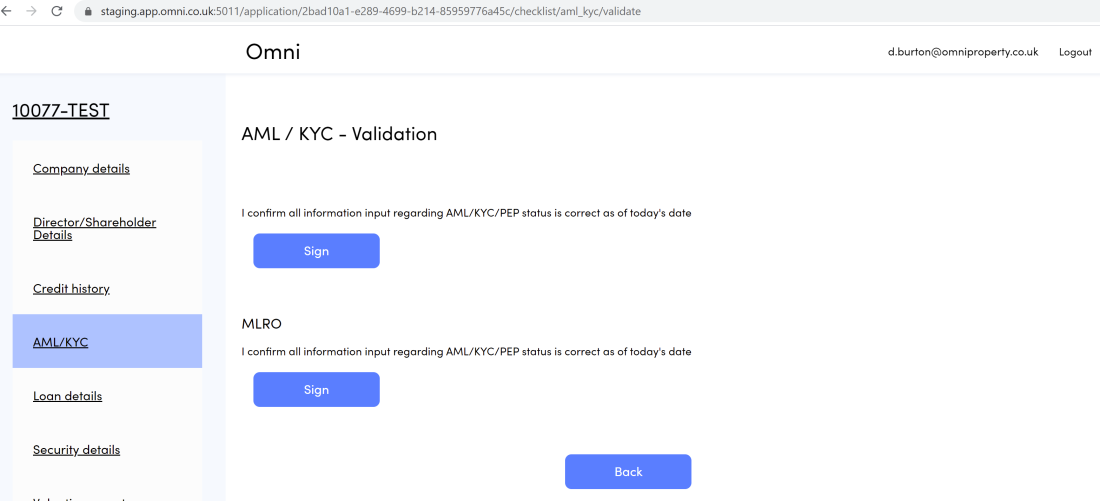 staging.app.omni.co.uk:5011/application/2bad10a1-e289-4699-b214-85959776a45c/checklist/aml_kyc/validate
Omni
d.burton@omniproperty.co.uk
Logout
10077-TEST
Company details
Director/Shareholder
Details
Credit history
AML/KYC
Loan details
Security details
AML / KYC - Validation
I confirm all information input regarding AML/KYC/PEP status is correct as of today's date
Sign
MLRO
I confirm all information input regarding AML/KYC/PEP status is correct as of today's date
Sign
Back